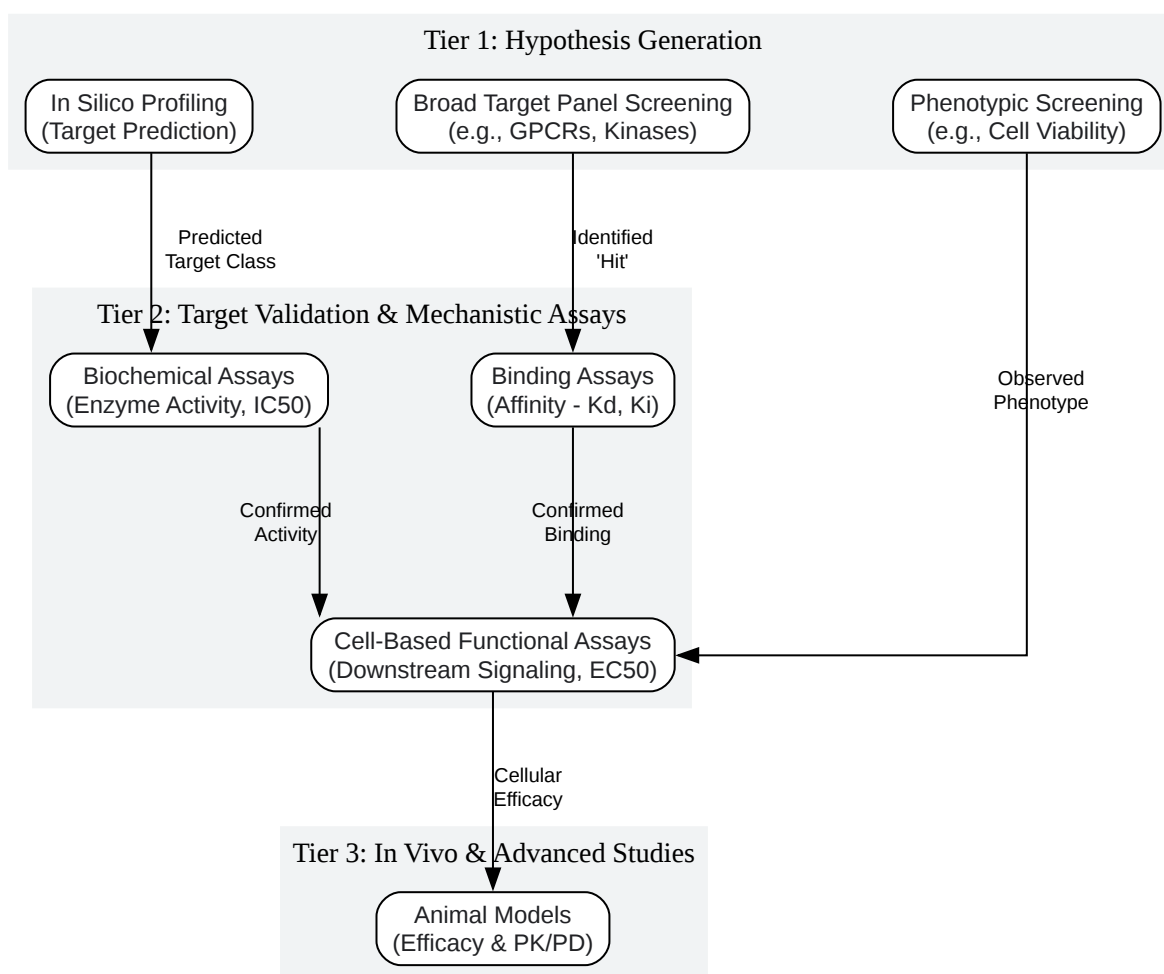 Tier 1: Hypothesis Generation
In Silico Profiling
(Target Prediction)
Broad Target Panel Screening
(e.g., GPCRs, Kinases)
Phenotypic Screening
(e.g., Cell Viability)
Predicted
Target Class
Identified
'Hit'
Tier 2: Target Validation & Mechanistic Assays
Biochemical Assays
(Enzyme Activity, IC50)
Binding Assays
(Affinity - Kd, Ki)
Observed
Phenotype
Confirmed
Activity
Confirmed
Binding
Cell-Based Functional Assays
(Downstream Signaling, EC50)
Cellular
Efficacy
Tier 3: In Vivo & Advanced Studies
Animal Models
(Efficacy & PK/PD)